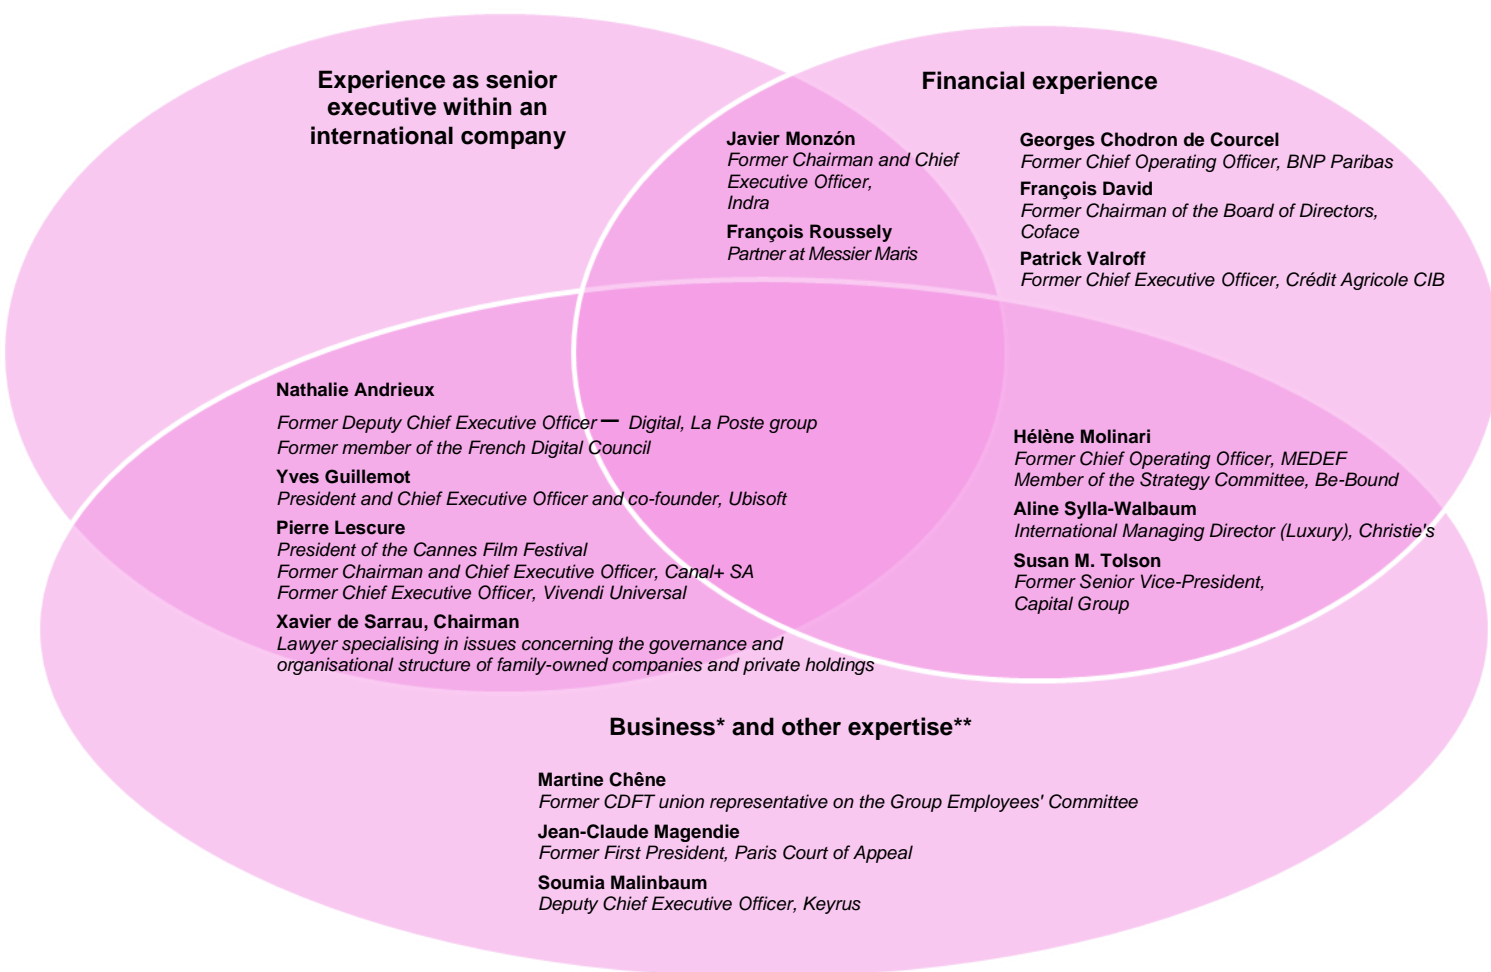 Experience as senior
executive within an
international company
Financial experience
Javier Monzón
Former Chairman and Chief
Executive Officer,
Indra
François Roussely
Partner at Messier Maris
Georges Chodron de Courcel
Former Chief Operating Officer, BNP Paribas
François David
Former Chairman of the Board of Directors,
Coface
Patrick Valroff
Former Chief Executive Officer, Crédit Agricole CIB
Nathalie Andrieux
Former Deputy Chief Executive Officer — Digital, La Poste group
Former member of the French Digital Council
Yves Guillemot
President and Chief Executive Officer and co-founder, Ubisoft
Pierre Lescure
President of the Cannes Film Festival
Former Chairman and Chief Executive Officer, Canal+ SA
Former Chief Executive Officer, Vivendi Universal
Xavier de Sarrau, Chairman
Lawyer specialising in issues concerning the governance and
organisational structure of family-owned companies and private holdings
Hélène Molinari
Former Chief Operating Officer, MEDEF
Member of the Strategy Committee, Be-Bound
Aline Sylla-Walbaum
International Managing Director (Luxury), Christie's
Susan M. Tolson
Former Senior Vice-President,
Capital Group
Business* and other expertise**
Martine Chêne
Former CDFT union representative on the Group Employees' Committee
Jean-Claude Magendie
Former First President, Paris Court of Appeal
Soumia Malinbaum
Deputy Chief Executive Officer, Keyrus